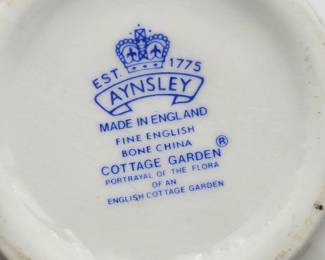 EST. 1775
AYNSLEY
MADE IN ENGLAND
FINE ENGLISH
BONE CHINA
COTTAGE GARDEN®
PORTRAYAL OF THE FLORA
OF AN
ENGLISH COTTAGE GARDEN